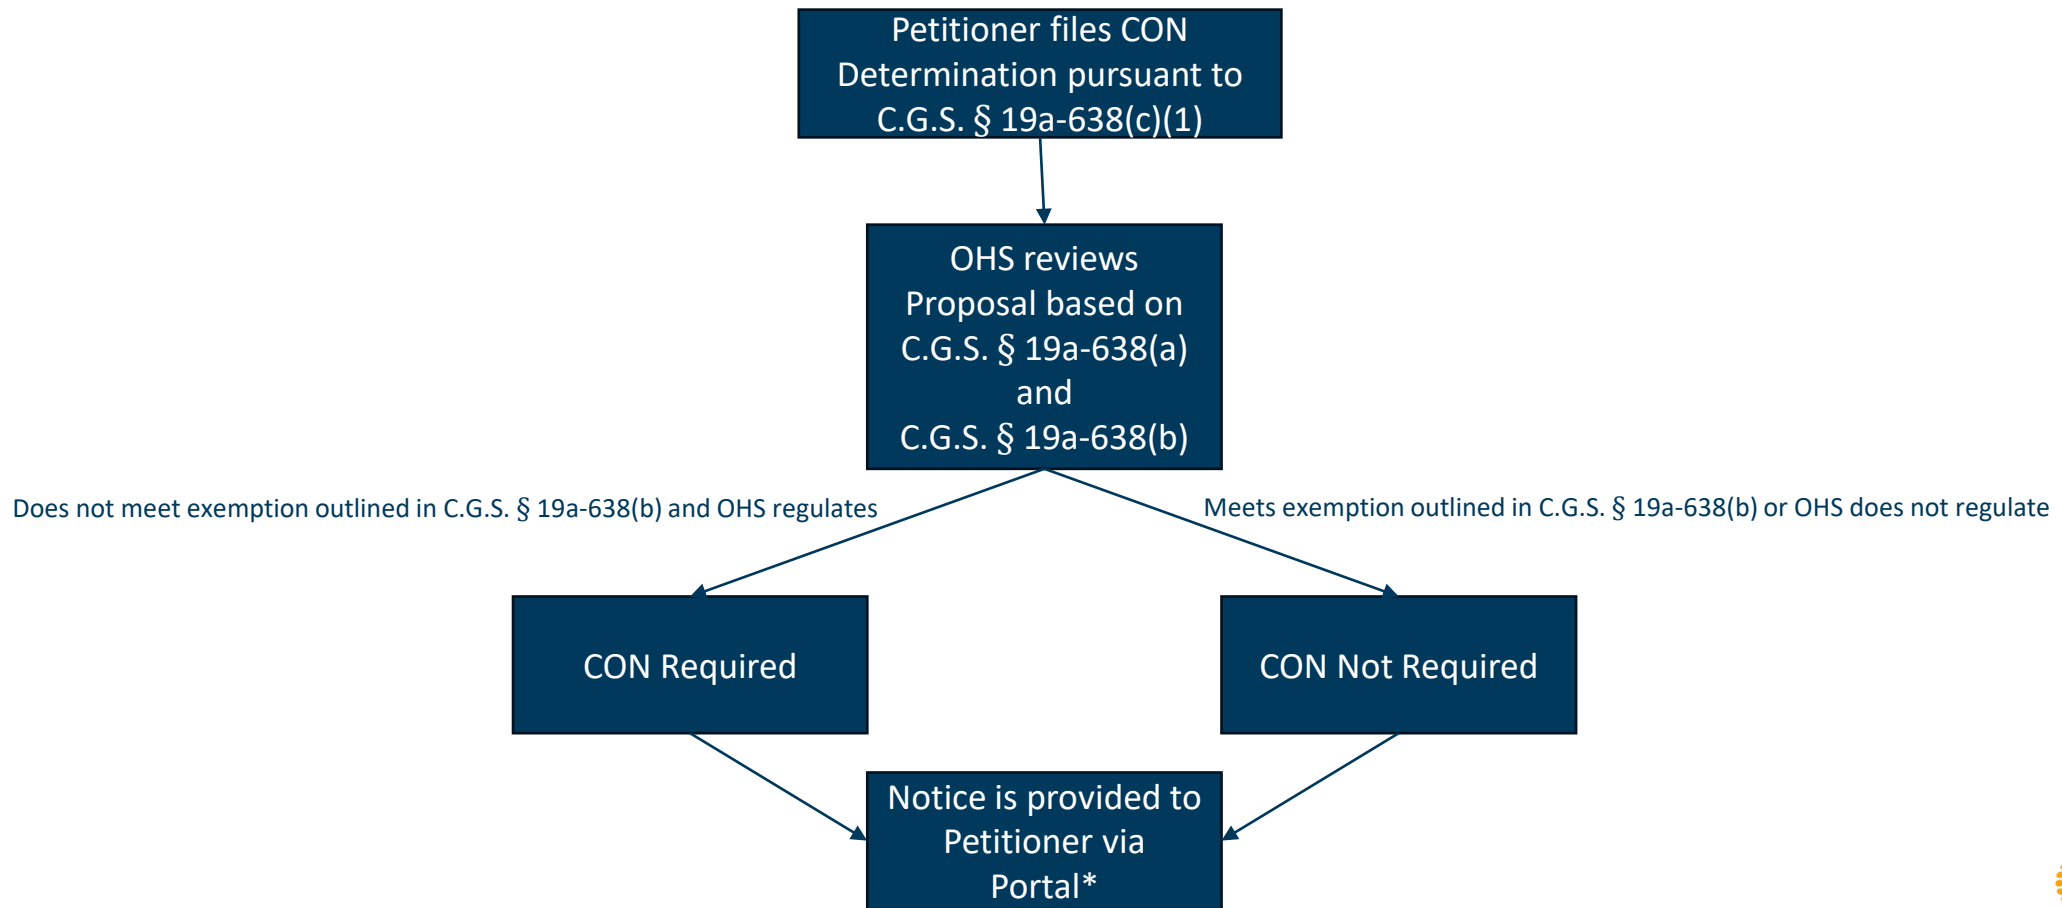 Petitioner files CON
Determination pursuant to
C.G.S. § 19a-638(c)(1)
OHS reviews
Proposal based on
C.G.S. § 19a-638(a)
and
C.G.S. § 19a-638(b)
Does not meet exemption outlined in C.G.S. § 19a-638(b) and OHS regulates
Meets exemption outlined in C.G.S. § 19a-638(b) or OHS does not regulate
CON Required
CON Not Required
Notice is provided to
Petitioner via
Portal*